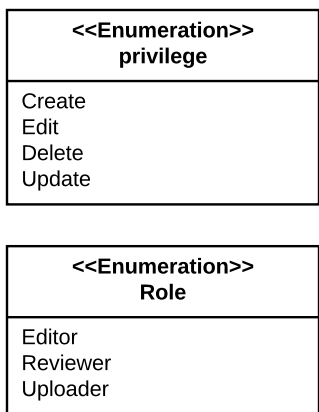 <<Enumeration>>
privilege
Create
Edit
Delete
Update
<<Enumeration>>
Role
Editor
Reviewer
Uploader